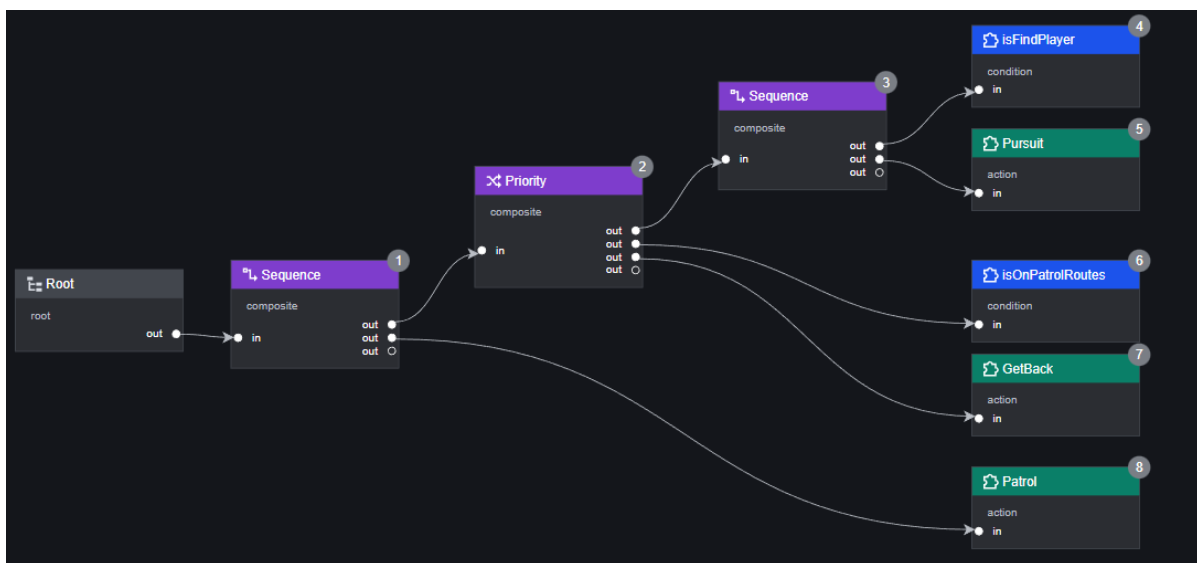 Root
root
out
1
Sequence
composite
out
in
out
out
2
Priority
composite
out
in
out
out
out
3
Sequence
composite
out
in
out
out
4
isFindPlayer
condition
in
5
Pursuit
action
in
6
isOnPatrolRoutes
condition
in
7
GetBack
action
in
8
Patrol
action
in